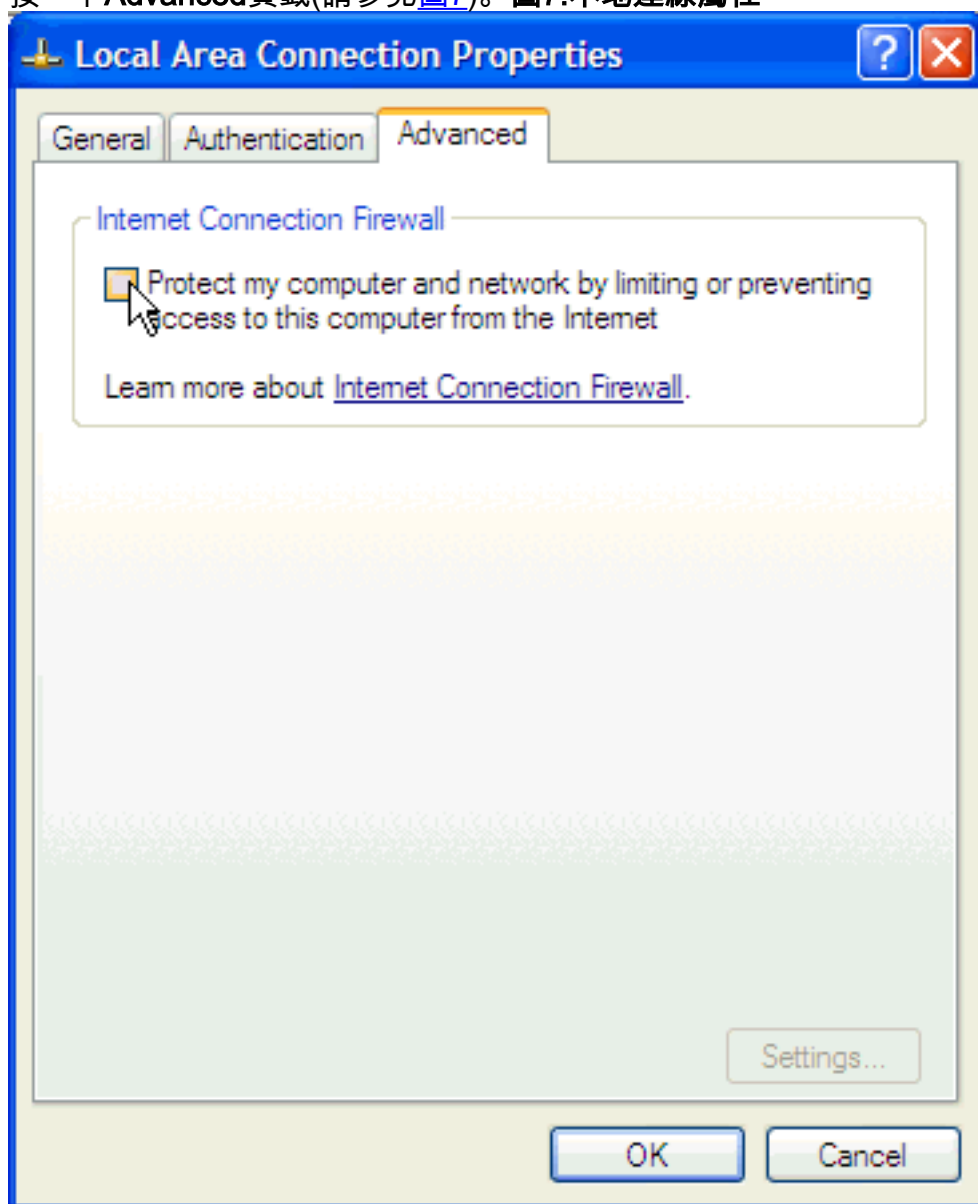 按一下Advanced頁籤(請參見圖7)。圖7:本地連線屬性
Local Area Connection Properties
General Authentication Advanced
Internet Connection Firewall
Protect my computer and network by limiting or preventing
access to this computer from the Internet
Learn more about Internet Connection Firewall.
Settings...
OK Cancel